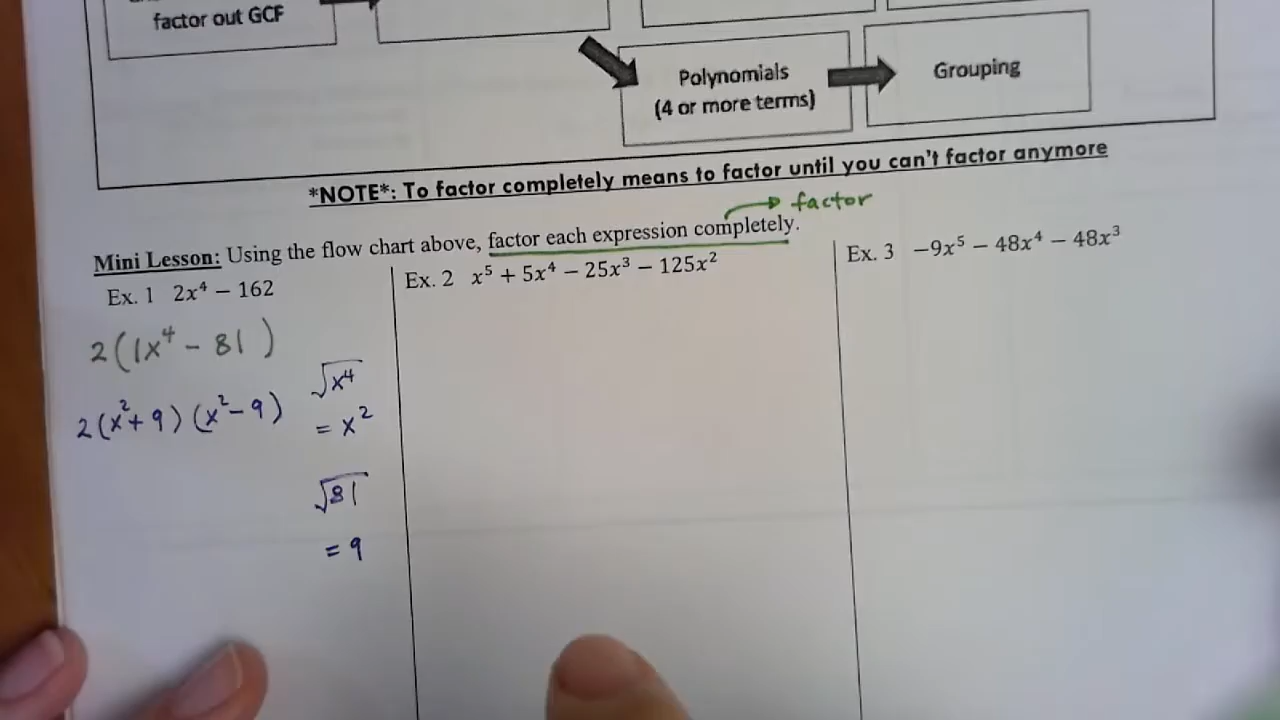 factor out GCF
Polynomials
(4 or more terms)
Grouping
*NOTE*: To factor completely means to factor until you can't factor anymore
factor
Mini Lesson: Using the flow chart above, factor each expression completely.
Ex. 1 2x⁴ − 162
2(1x⁴ − 81)
2(x² + 9)(x² − 9)
√x⁴
= x²
√81
= 9
Ex. 2 x⁵ + 5x⁴ − 25x³ − 125x²
Ex. 3 −9x⁵ − 48x⁴ − 48x³